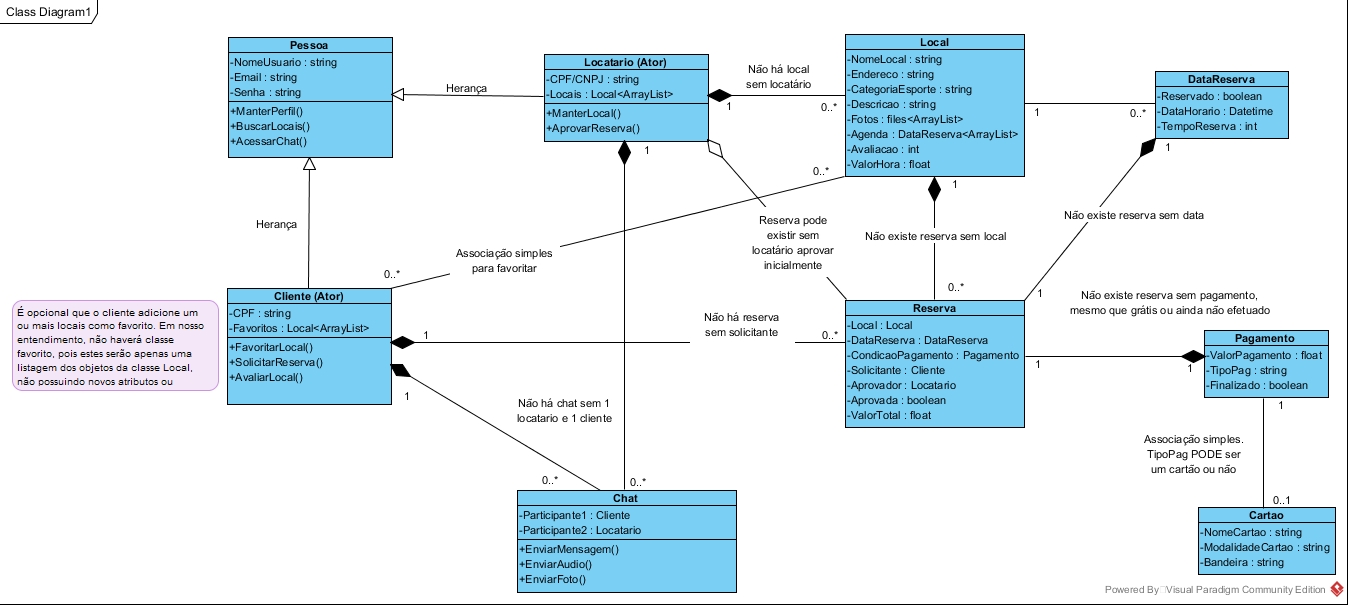 Class Diagram1
Pessoa
-NomeUsuario : string
-Email : string
-Senha : string
+ManterPerfil()
+BuscarLocais()
+AcessarChat()
Herança
Locatario (Ator)
-CPF/CNPJ : string
-Locais : Local<ArrayList>
+ManterLocal()
+AprovarReserva()
1
Não há local
sem locatário
0..*
Local
-NomeLocal : string
-Endereco : string
-CategoriaEsporte : string
-Descricao : string
-Fotos : files<ArrayList>
-Agenda : DataReserva<ArrayList>
-Avaliacao : int
-ValorHora : float
1
0..*
DataReserva
-Reservado : boolean
-DataHorario : Datetime
-TempoReserva : int
1
1
0..*
1
Herança
Associação simples
para favoritar
0..*
Reserva pode
existir sem
locatário aprovar
inicialmente
Não existe reserva sem local
0..*
Não existe reserva sem data
1
Cliente (Ator)
-CPF : string
-Favoritos : Local<ArrayList>
+FavoritarLocal()
+SolicitarReserva()
+AvaliarLocal()
É opcional que o cliente adicione um
ou mais locais como favorito. Em nosso
entendimento, não haverá classe
favorito, pois estes serão apenas uma
listagem dos objetos da classe Local,
não possuindo novos atributos ou
1
Não há reserva
sem solicitante
0..*
Reserva
-Local : Local
-DataReserva : DataReserva
-CondicaoPagamento : Pagamento
-Solicitante : Cliente
-Aprovador : Locatario
-Aprovada : boolean
-ValorTotal : float
Não existe reserva sem pagamento,
mesmo que grátis ou ainda não efetuado
1
1
Pagamento
-ValorPagamento : float
-TipoPag : string
-Finalizado : boolean
1
1
Não há chat sem 1
locatario e 1 cliente
0..*
0..*
Associação simples.
TipoPag PODE ser
um cartão ou não
0..1
Chat
-Participante1 : Cliente
-Participante2 : Locatario
+EnviarMensagem()
+EnviarAudio()
+EnviarFoto()
Cartao
-NomeCartao : string
-ModalidadeCartao : string
-Bandeira : string
Powered By Visual Paradigm Community Edition